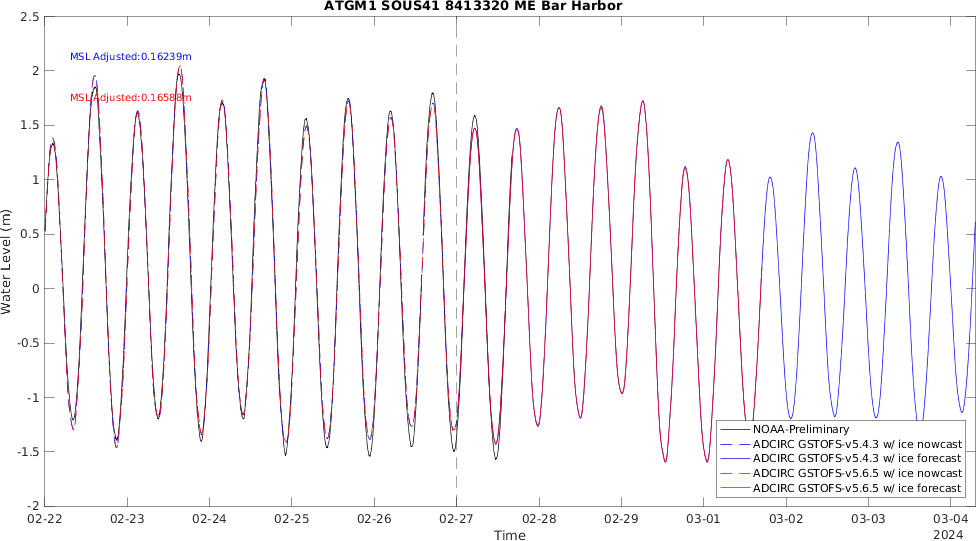 ATGM1 SOUS41 8413320 ME Bar Harbor
2.5
MSL Adjusted:0.16239m
2
MSL Adjusted:0.16588m
1.5
1
0.5
Water Level (m)
0
-0.5
-1
-1.5
-2
NOAA-Preliminary
ADCIRC GSTOFS-v5.4.3 w/ ice nowcast
ADCIRC GSTOFS-v5.4.3 w/ ice forecast
ADCIRC GSTOFS-v5.6.5 w/ ice nowcast
ADCIRC GSTOFS-v5.6.5 w/ ice forecast
02-22 02-23 02-24 02-25 02-26 02-27 02-28 02-29 03-01 03-02 03-03 03-04
Time
2024